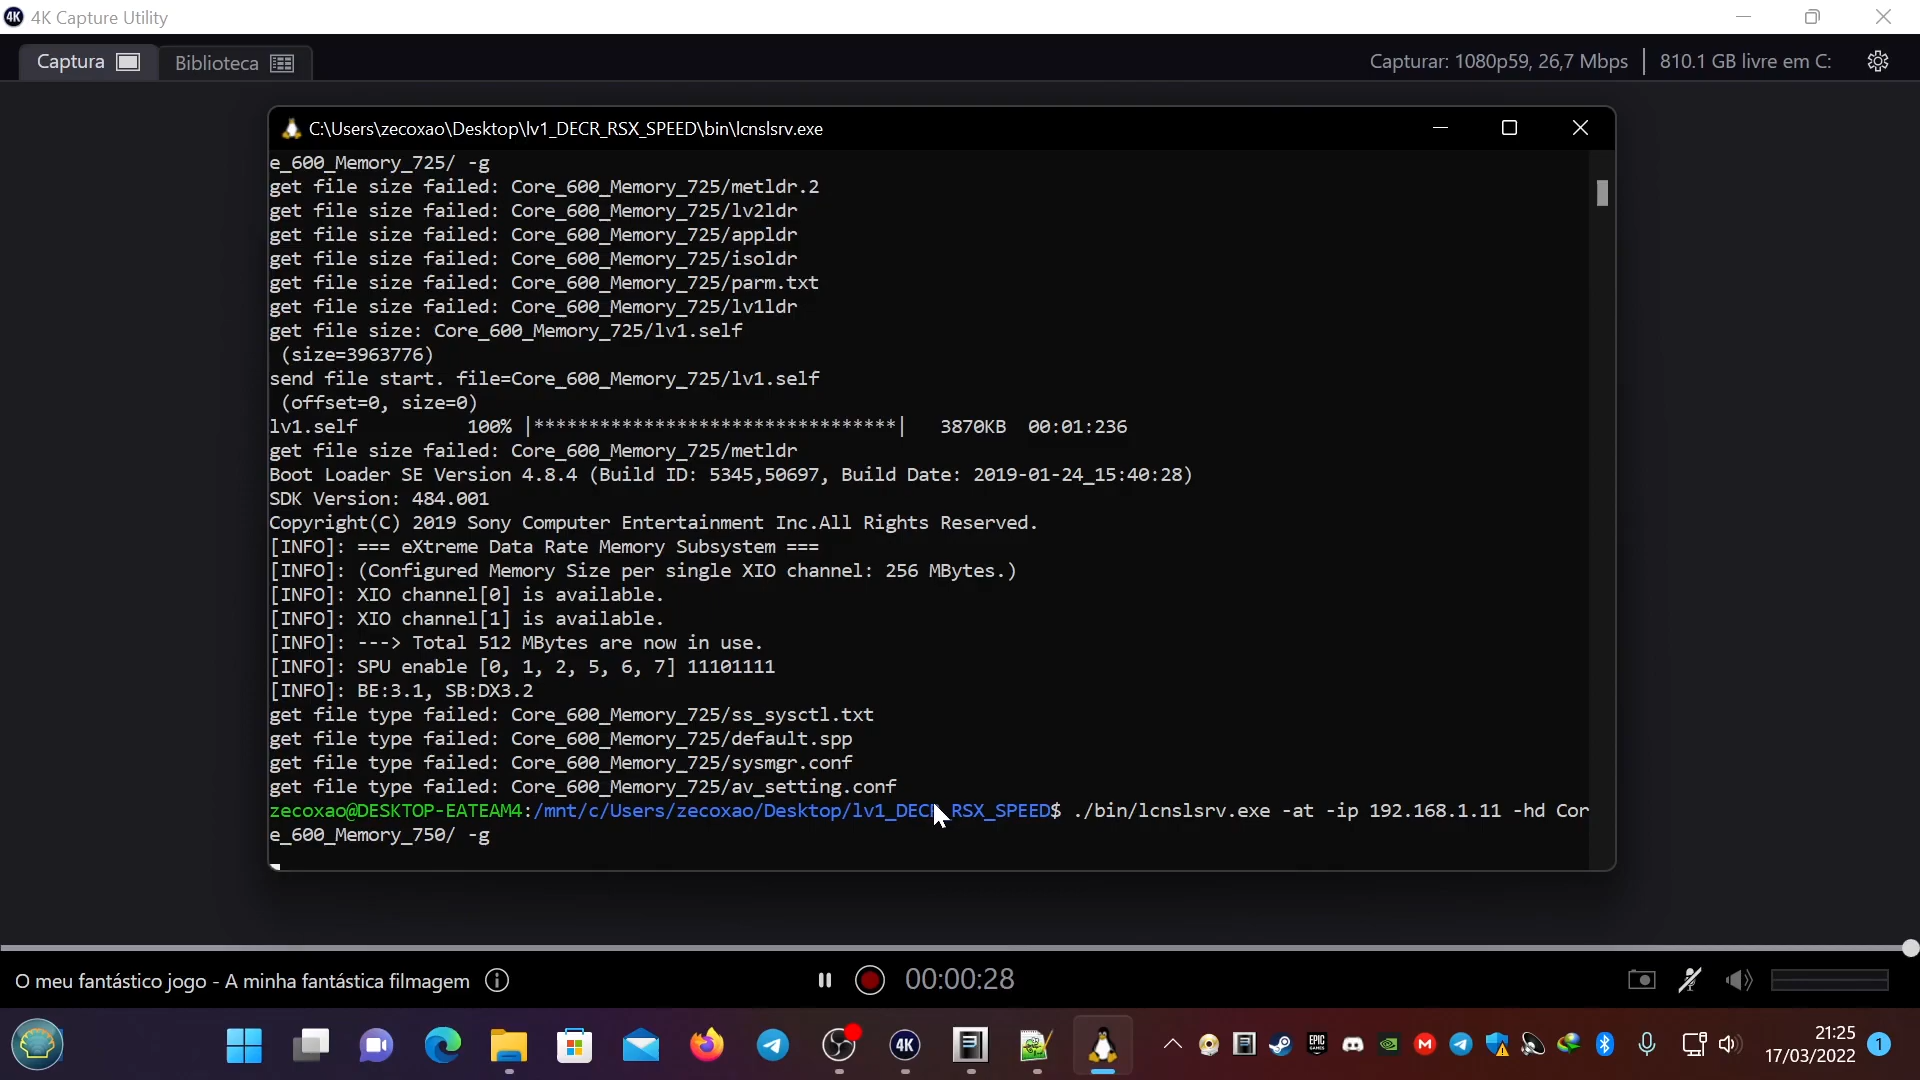 4K Capture Utility
Captura
Biblioteca
Capturar: 1080p59, 26,7 Mbps
810.1 GB livre em C:
C:\Users\zecoxao\Desktop\lv1_DECR_RSX_SPEED\bin\lcnslsrv.exe
e_600_Memory_725/ -g
get file size failed: Core_600_Memory_725/metldr.2
get file size failed: Core_600_Memory_725/lv2ldr
get file size failed: Core_600_Memory_725/appldr
get file size failed: Core_600_Memory_725/isoldr
get file size failed: Core_600_Memory_725/parm.txt
get file size failed: Core_600_Memory_725/lv1ldr
get file size: Core_600_Memory_725/lv1.self
(size=3963776)
send file start. file=Core_600_Memory_725/lv1.self
(offset=0, size=0)
lv1.self 100% |*********************************| 3870KB 00:01:236
get file size failed: Core_600_Memory_725/metldr
Boot Loader SE Version 4.8.4 (Build ID: 5345,50697, Build Date: 2019-01-24_15:40:28)
SDK Version: 484.001
Copyright(C) 2019 Sony Computer Entertainment Inc.All Rights Reserved.
[INFO]: === eXtreme Data Rate Memory Subsystem ===
[INFO]: (Configured Memory Size per single XIO channel: 256 MBytes.)
[INFO]: XIO channel[0] is available.
[INFO]: XIO channel[1] is available.
[INFO]: ---> Total 512 MBytes are now in use.
[INFO]: SPU enable [0, 1, 2, 5, 6, 7] 11101111
[INFO]: BE:3.1, SB:DX3.2
get file type failed: Core_600_Memory_725/ss_sysctl.txt
get file type failed: Core_600_Memory_725/default.spp
get file type failed: Core_600_Memory_725/sysmgr.conf
get file type failed: Core_600_Memory_725/av_setting.conf
zecoxao@DESKTOP-EATEAM4:/mnt/c/Users/zecoxao/Desktop/lv1_DECR_RSX_SPEED$ ./bin/lcnslsrv.exe -at -ip 192.168.1.11 -hd Cor
e_600_Memory_750/ -g
O meu fantástico jogo - A minha fantástica filmagem
00:00:28
4K
EPIC GAMES
21:25
17/03/2022
1